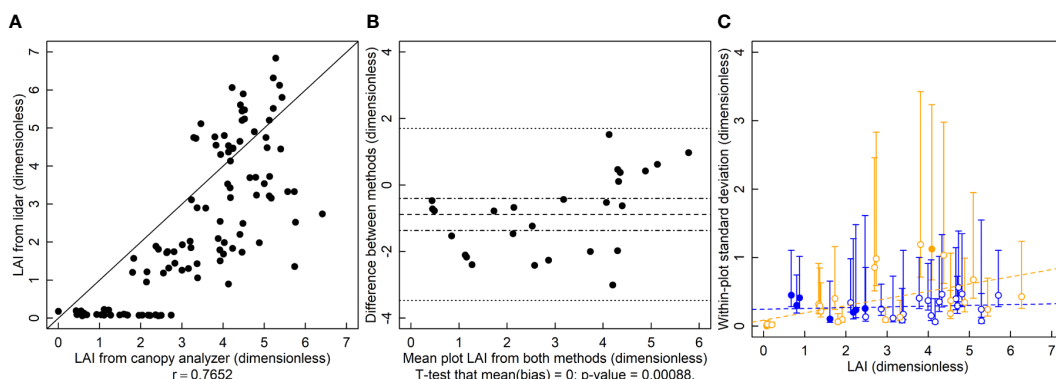 A
B
C
LAI from lidar (dimensionless)
7
6
5
4
3
2
1
0
0 1 2 3 4 5 6 7
LAI from canopy analyzer (dimensionless)
r = 0.7652
Difference between methods (dimensionless)
4
2
0
-2
-4
0 1 2 3 4 5 6
Mean plot LAI from both methods (dimensionless)
T-test that mean(bias) = 0: p-value = 0.00088.
Within-plot standard deviation (dimensionless)
4
3
2
1
0
0 1 2 3 4 5 6 7
LAI (dimensionless)